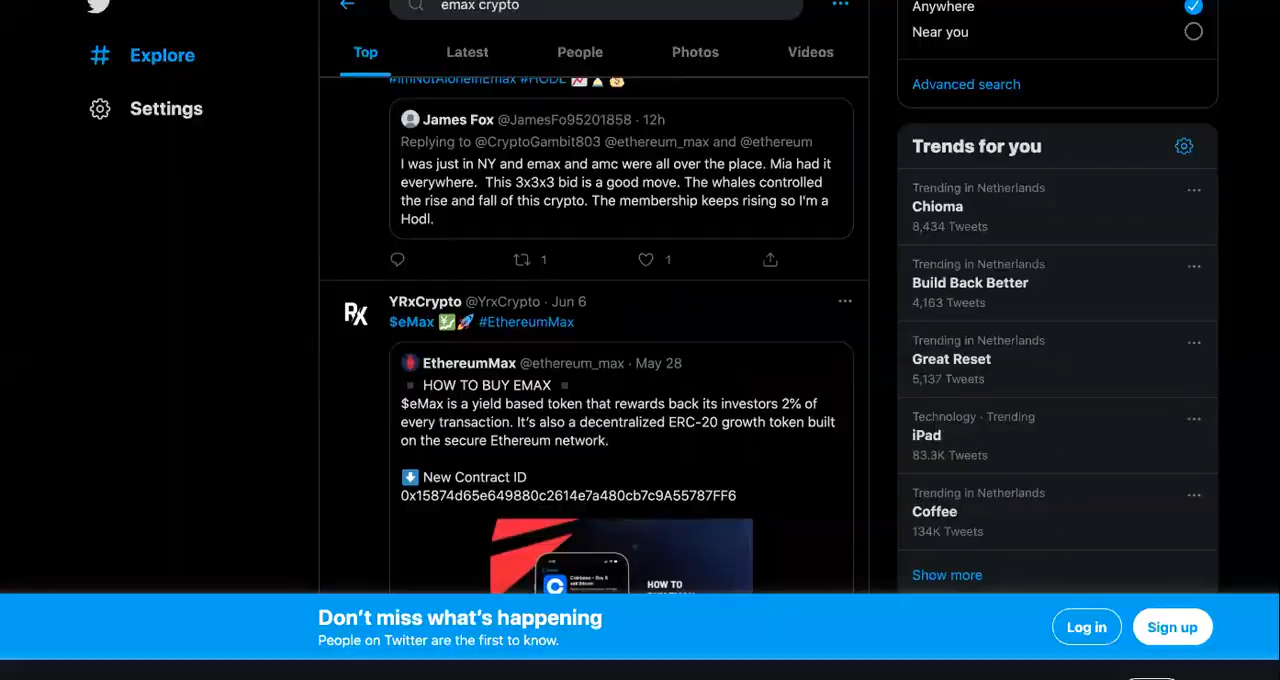 emax crypto
Explore
Settings
Top
Latest
People
Photos
Videos
#ImNotAloneInEmax #HODL
James Fox @JamesFo95201858 · 12h
Replying to @CryptoGambit803 @ethereum_max and @ethereum
I was just in NY and emax and amc were all over the place. Mia had it
everywhere.  This 3x3x3 bid is a good move. The whales controlled
the rise and fall of this crypto. The membership keeps rising so I'm a
Hodl.
1
1
RX
YRxCrypto @YrxCrypto · Jun 6
$eMax 💹🚀 #EthereumMax
EthereumMax @ethereum_max · May 28
◾ HOW TO BUY EMAX ◾
$eMax is a yield based token that rewards back its investors 2% of
every transaction. It’s also a decentralized ERC-20 growth token built
on the secure Ethereum network.
⬇️ New Contract ID
0x15874d65e649880c2614e7a480cb7c9A55787FF6
Coinbase – Buy &
sell Bitcoin
HOW TO
Anywhere
Near you
Advanced search
Trends for you
Trending in Netherlands
Chioma
8,434 Tweets
Trending in Netherlands
Build Back Better
4,163 Tweets
Trending in Netherlands
Great Reset
5,137 Tweets
Technology · Trending
iPad
83.3K Tweets
Trending in Netherlands
Coffee
134K Tweets
Show more
Don’t miss what’s happening
People on Twitter are the first to know.
Log in
Sign up